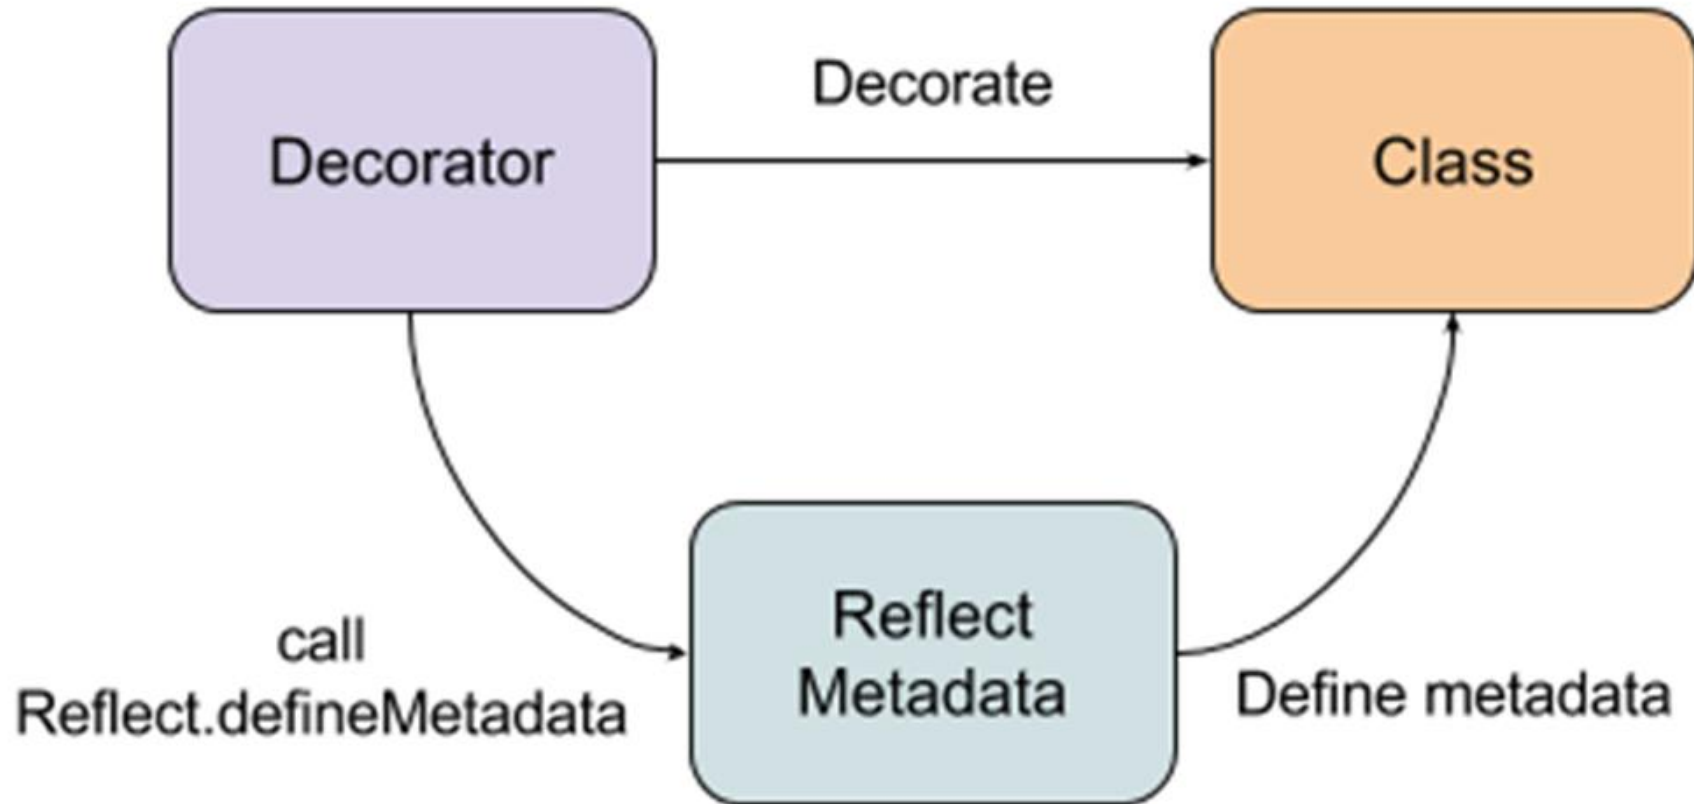 Decorate
Decorator
Class
call
Reflect.defineMetadata
Reflect
Metadata
Define metadata